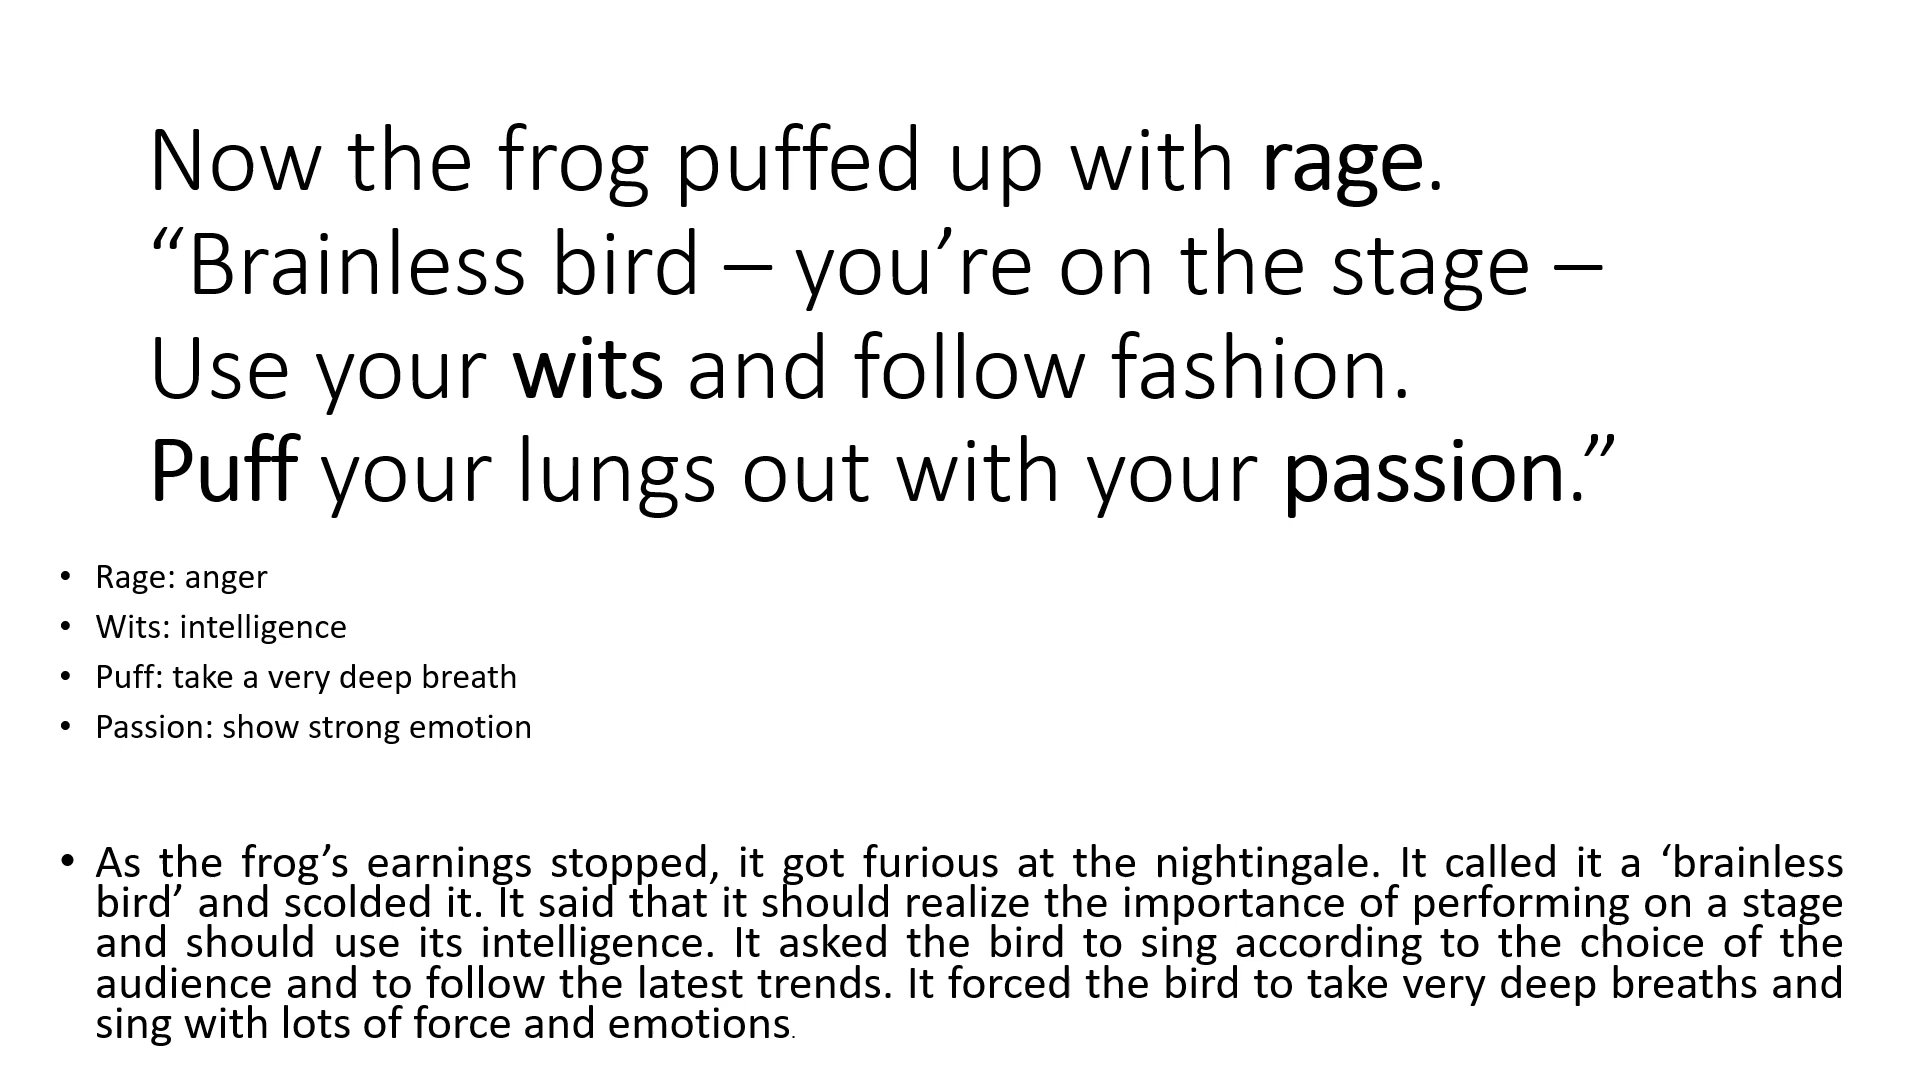 Now the frog puffed up with rage.
“Brainless bird – you’re on the stage –
Use your wits and follow fashion.
Puff your lungs out with your passion.”
• Rage: anger
• Wits: intelligence
• Puff: take a very deep breath
• Passion: show strong emotion
• As the frog’s earnings stopped, it got furious at the nightingale. It called it a ‘brainless
bird’ and scolded it. It said that it should realize the importance of performing on a stage
and should use its intelligence. It asked the bird to sing according to the choice of the
audience and to follow the latest trends. It forced the bird to take very deep breaths and
sing with lots of force and emotions.